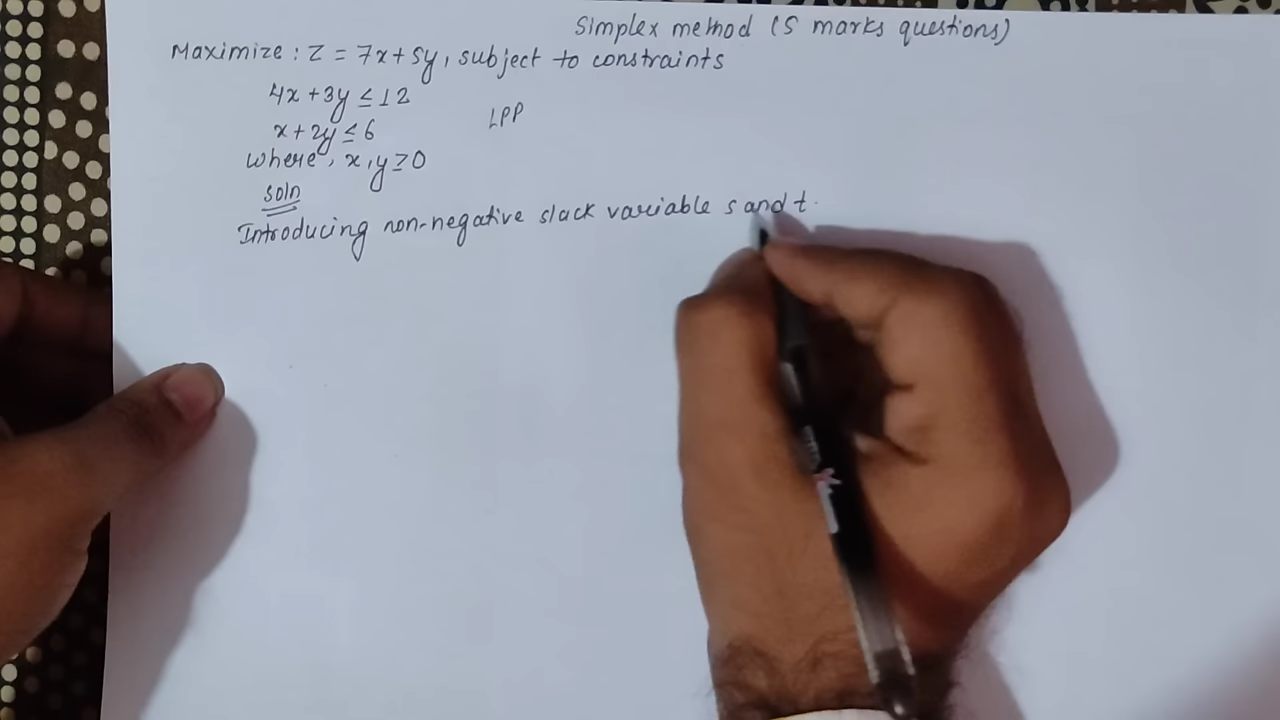 Simplex method (5 marks questions)
Maximize : Z = 7x + 5y, subject to constraints
4x + 3y ≤ 12
x + 2y ≤ 6
LPP
where, x, y ≥ 0
soln
Introducing non-negative slack variable s and t.